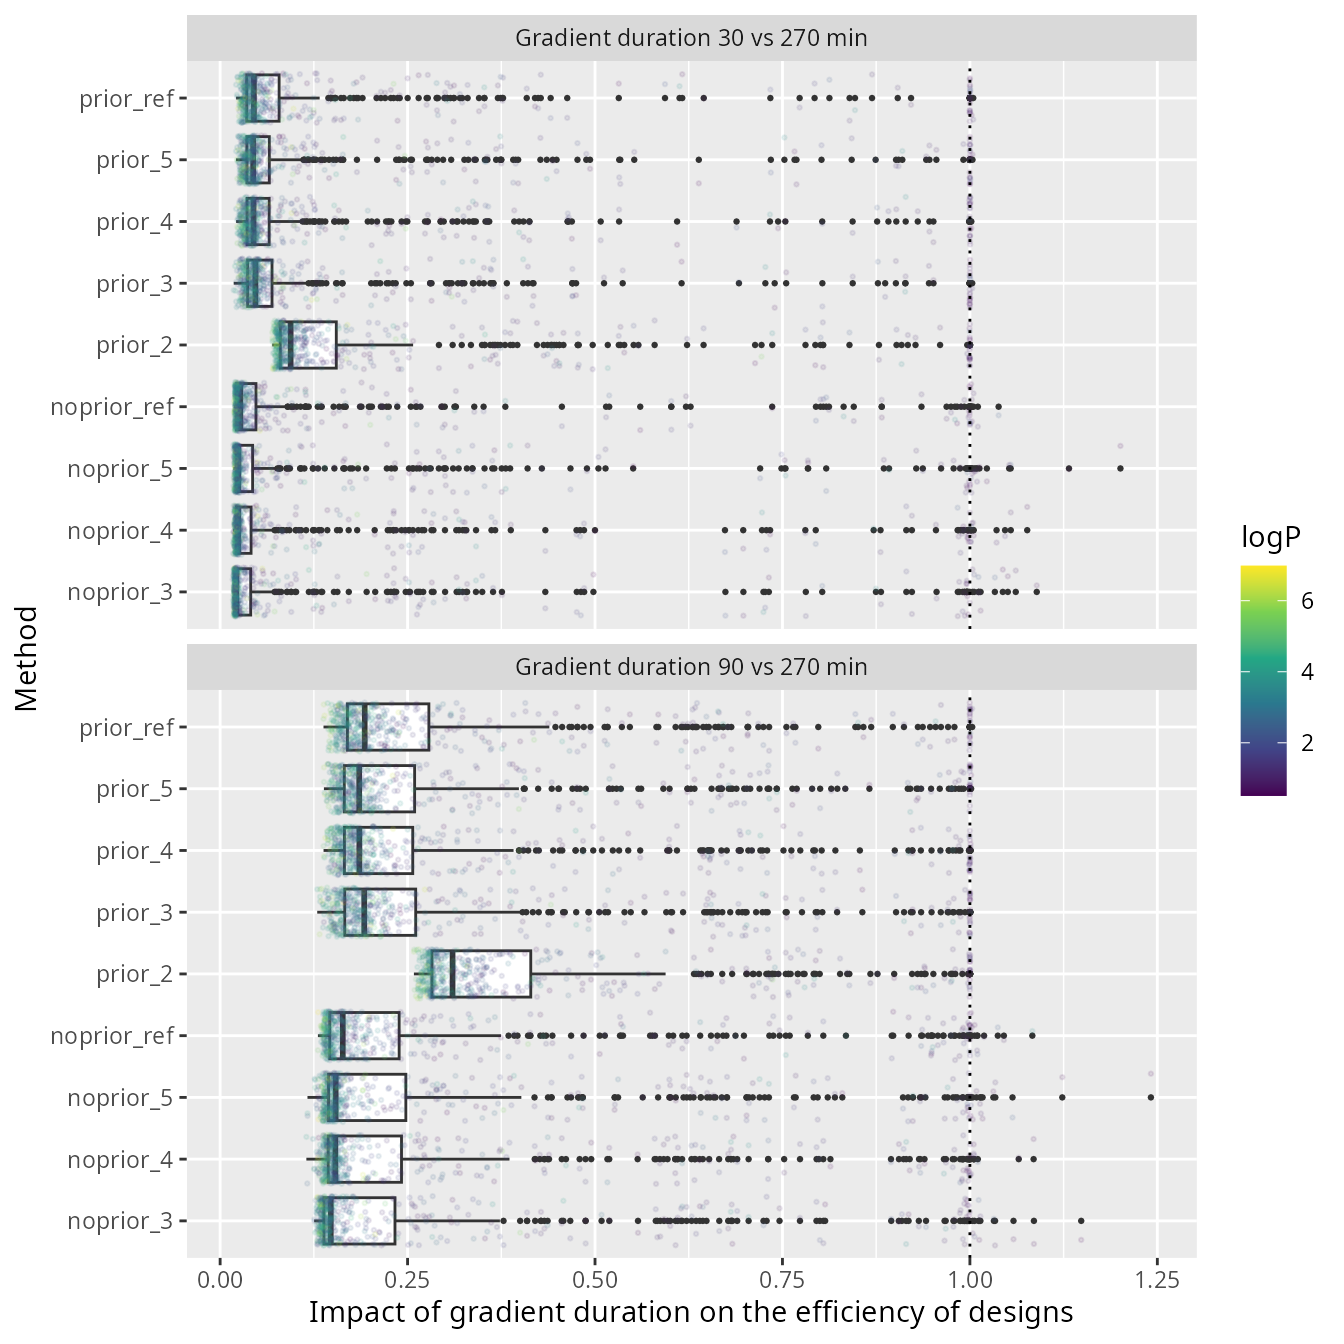 Gradient duration 30 vs 270 min
prior_ref
prior_5
prior_4
prior_3
prior_2
noprior_ref
noprior_5
noprior_4
noprior_3
Gradient duration 90 vs 270 min
prior_ref
prior_5
prior_4
prior_3
prior_2
noprior_ref
noprior_5
noprior_4
noprior_3
Method
0.00 0.25 0.50 0.75 1.00 1.25
Impact of gradient duration on the efficiency of designs
logP
6
4
2